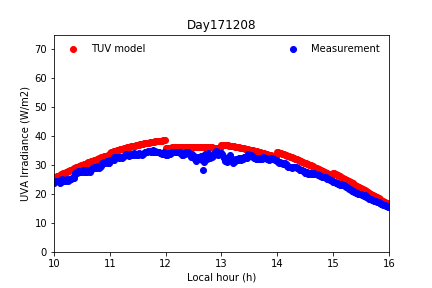 Day171208
TUV model
Measurement
UVA Irradiance (W/m2)
70
60
50
40
30
20
10
0
10 11 12 13 14 15 16
Local hour (h)